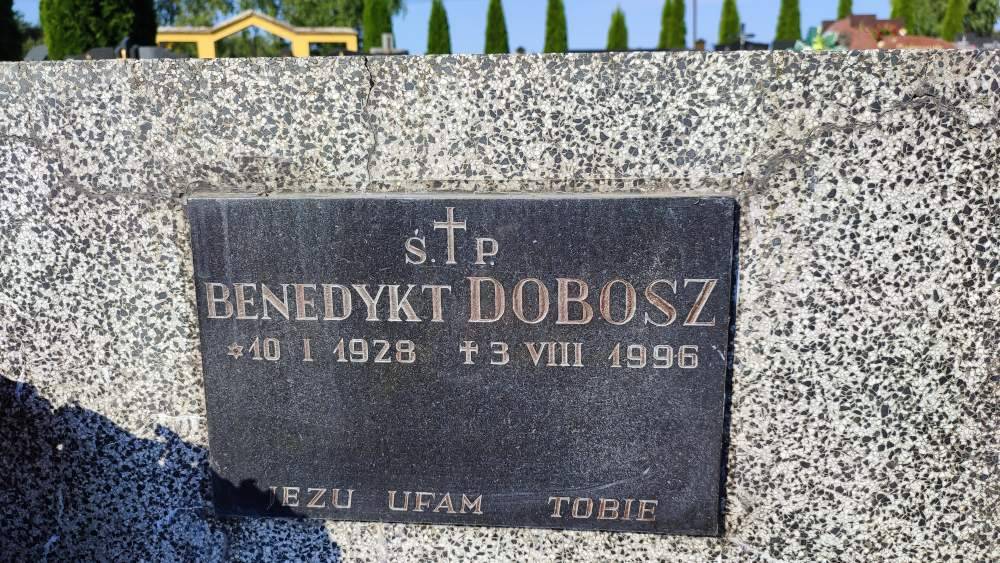 Ś.†P
BENEDYKT DOBOSZ
✡10 I 1928 ✝3 VIII 1996
JEZU UFAM TOBIE